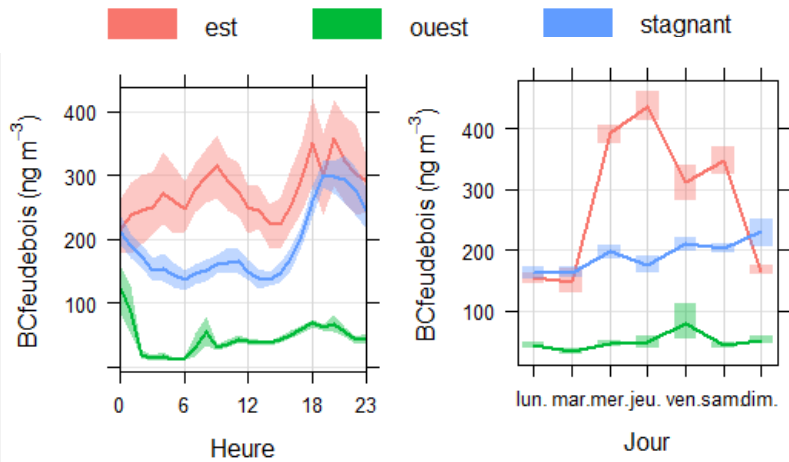 est ouest stagnant
BCfeudebois (ng m⁻³)
400
300
200
100
0 6 12 18 23
Heure
BCfeudebois (ng m⁻³)
400
300
200
100
lun. mar. mer. jeu. ven. sam. dim.
Jour